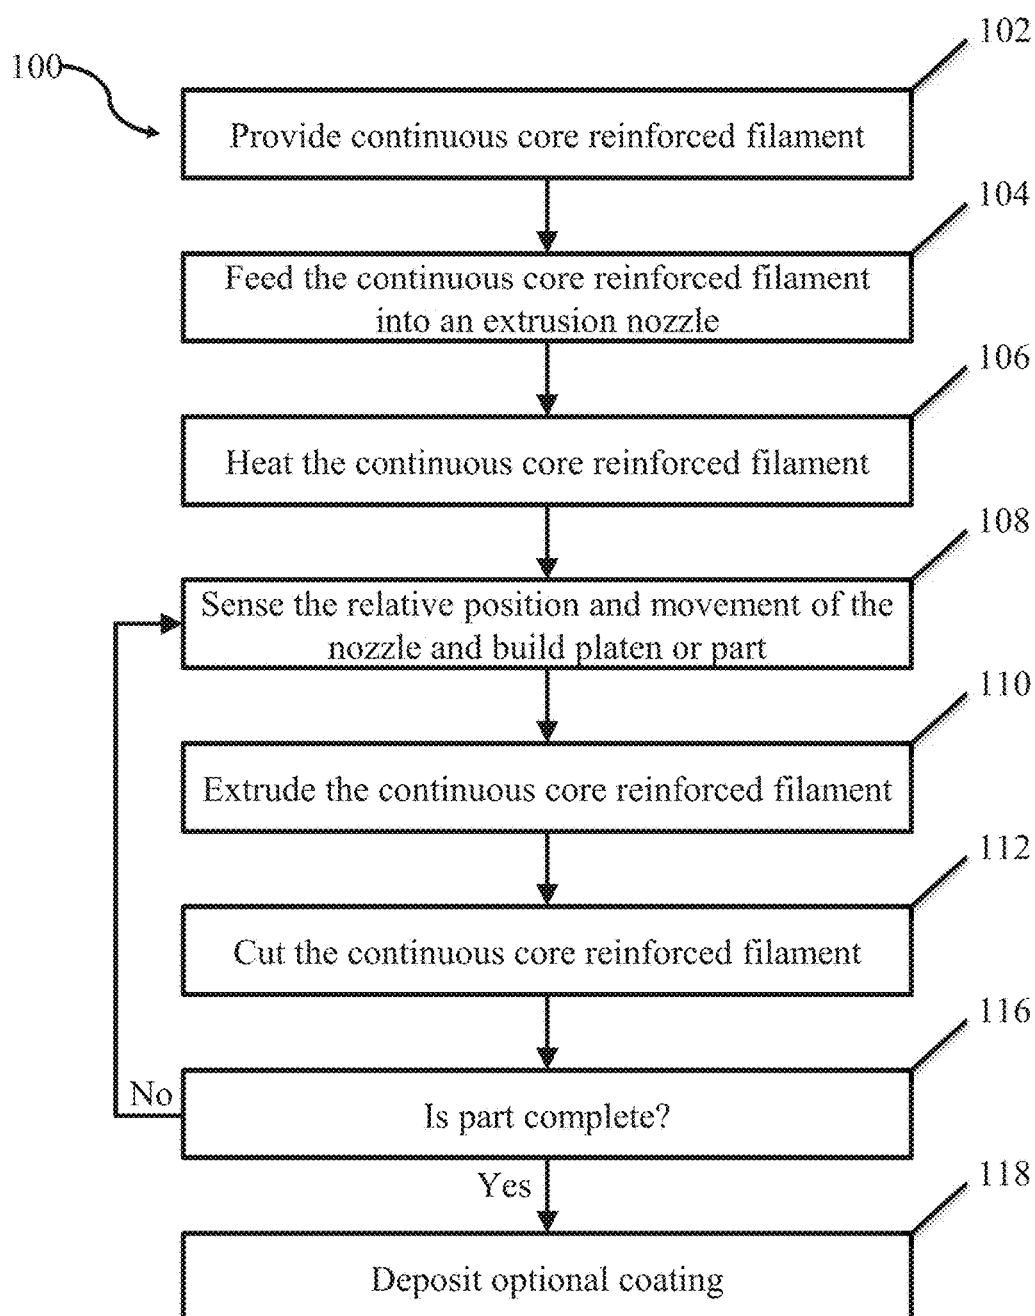 102
100
Provide continuous core reinforced filament
104
Feed the continuous core reinforced filament
into an extrusion nozzle
106
Heat the continuous core reinforced filament
108
Sense the relative position and movement of the
nozzle and build platen or part
110
Extrude the continuous core reinforced filament
112
Cut the continuous core reinforced filament
116
No
Is part complete?
Yes
118
Deposit optional coating